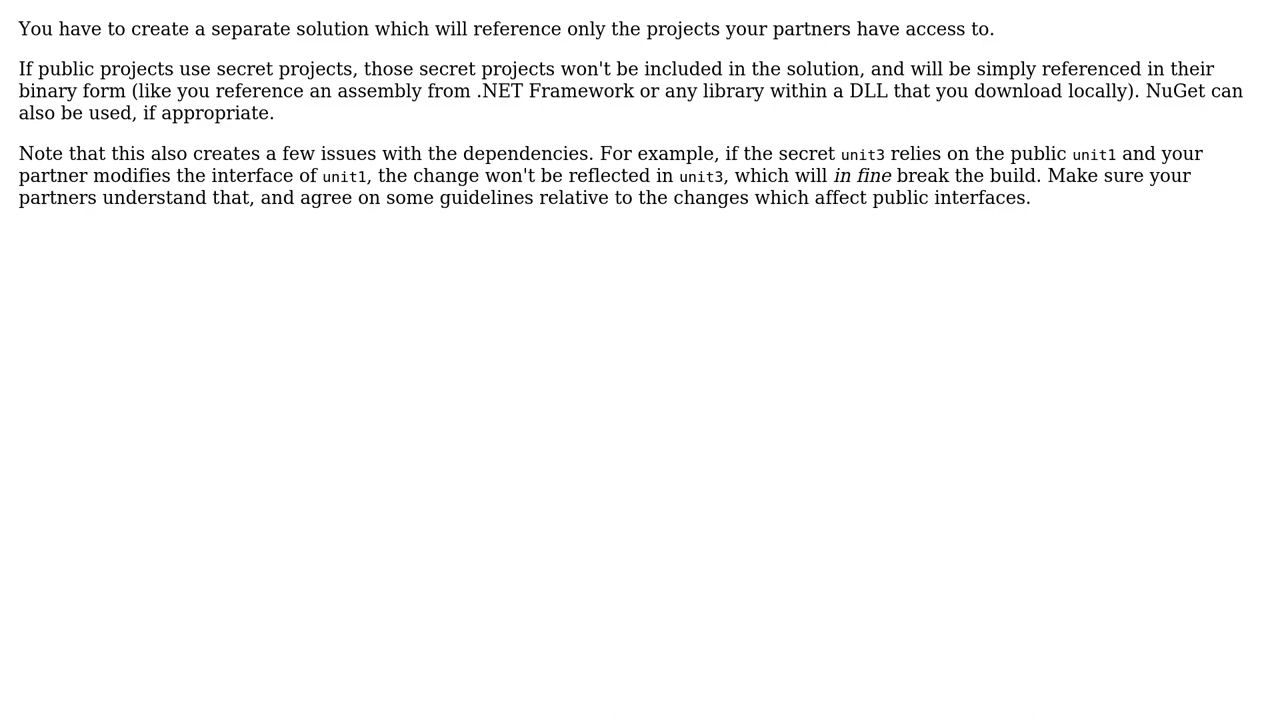 You have to create a separate solution which will reference only the projects your partners have access to.
If public projects use secret projects, those secret projects won't be included in the solution, and will be simply referenced in their
binary form (like you reference an assembly from .NET Framework or any library within a DLL that you download locally). NuGet can
also be used, if appropriate.
Note that this also creates a few issues with the dependencies. For example, if the secret unit3 relies on the public unit1 and your
partner modifies the interface of unit1, the change won't be reflected in unit3, which will in fine break the build. Make sure your
partners understand that, and agree on some guidelines relative to the changes which affect public interfaces.